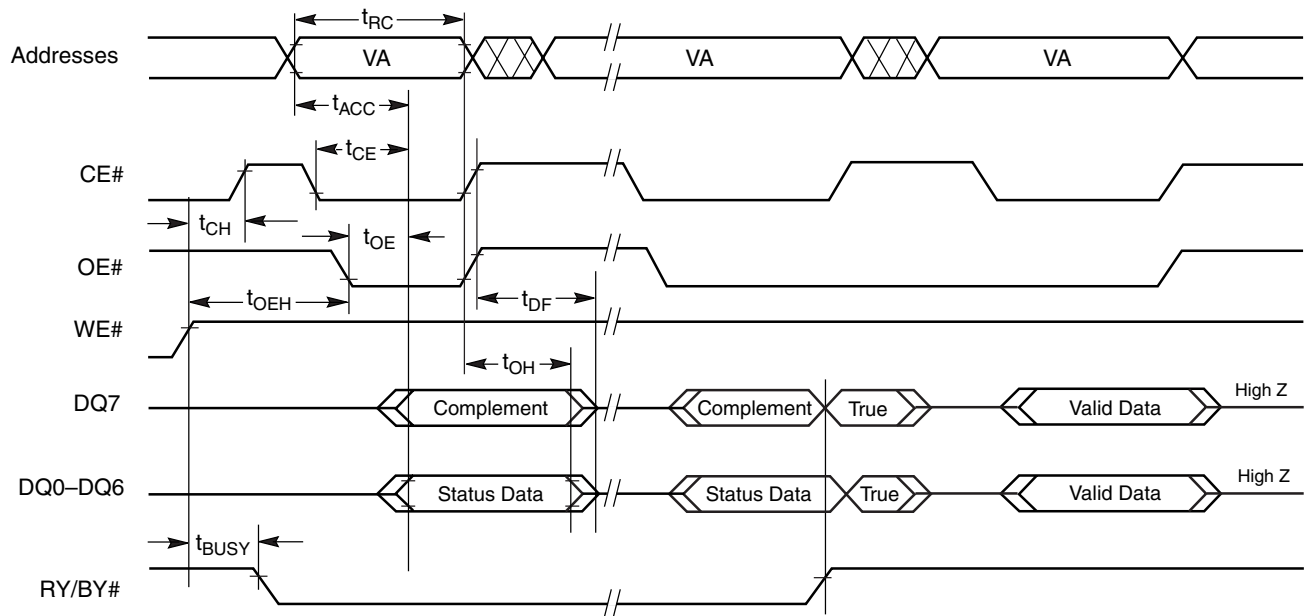 tRC
Addresses VA VA VA
tACC
tCE
CE#
tCH
tOE
OE#
tOEH
tDF
WE#
tOH
DQ7 Complement Complement True Valid Data High Z
DQ0–DQ6 Status Data Status Data True Valid Data High Z
tBUSY
RY/BY#